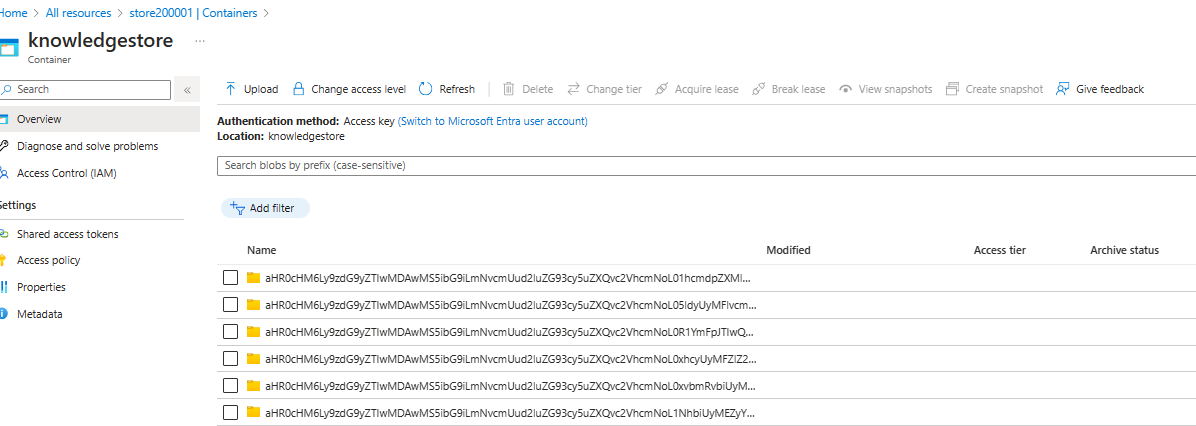 Home > All resources > store200001 | Containers >
knowledgestore ...
Container
Search «
Upload Change access level Refresh Delete Change tier Acquire lease Break lease View snapshots Create snapshot Give feedback
Overview
Diagnose and solve problems
Access Control (IAM)
Settings
Shared access tokens
Access policy
Properties
Metadata
Authentication method: Access key (Switch to Microsoft Entra user account)
Location: knowledgestore
Search blobs by prefix (case-sensitive)
Add filter
Name Modified Access tier Archive status
aHR0cHM6Ly9zdG9yZTIwMDAwMS5ibG9iLmNvcmUud2luZG93cy5uZXQvc2VhcmNoL01hcmdpZXMl...
aHR0cHM6Ly9zdG9yZTIwMDAwMS5ibG9iLmNvcmUud2luZG93cy5uZXQvc2VhcmNoL05ldyUyMFlvcm...
aHR0cHM6Ly9zdG9yZTIwMDAwMS5ibG9iLmNvcmUud2luZG93cy5uZXQvc2VhcmNoL0R1YmFpJTIwQ...
aHR0cHM6Ly9zdG9yZTIwMDAwMS5ibG9iLmNvcmUud2luZG93cy5uZXQvc2VhcmNoL0xhcyUyMFZlZ2...
aHR0cHM6Ly9zdG9yZTIwMDAwMS5ibG9iLmNvcmUud2luZG93cy5uZXQvc2VhcmNoL0xvbmRvbiUyM...
aHR0cHM6Ly9zdG9yZTIwMDAwMS5ibG9iLmNvcmUud2luZG93cy5uZXQvc2VhcmNoL1NhbiUyMEZyY...